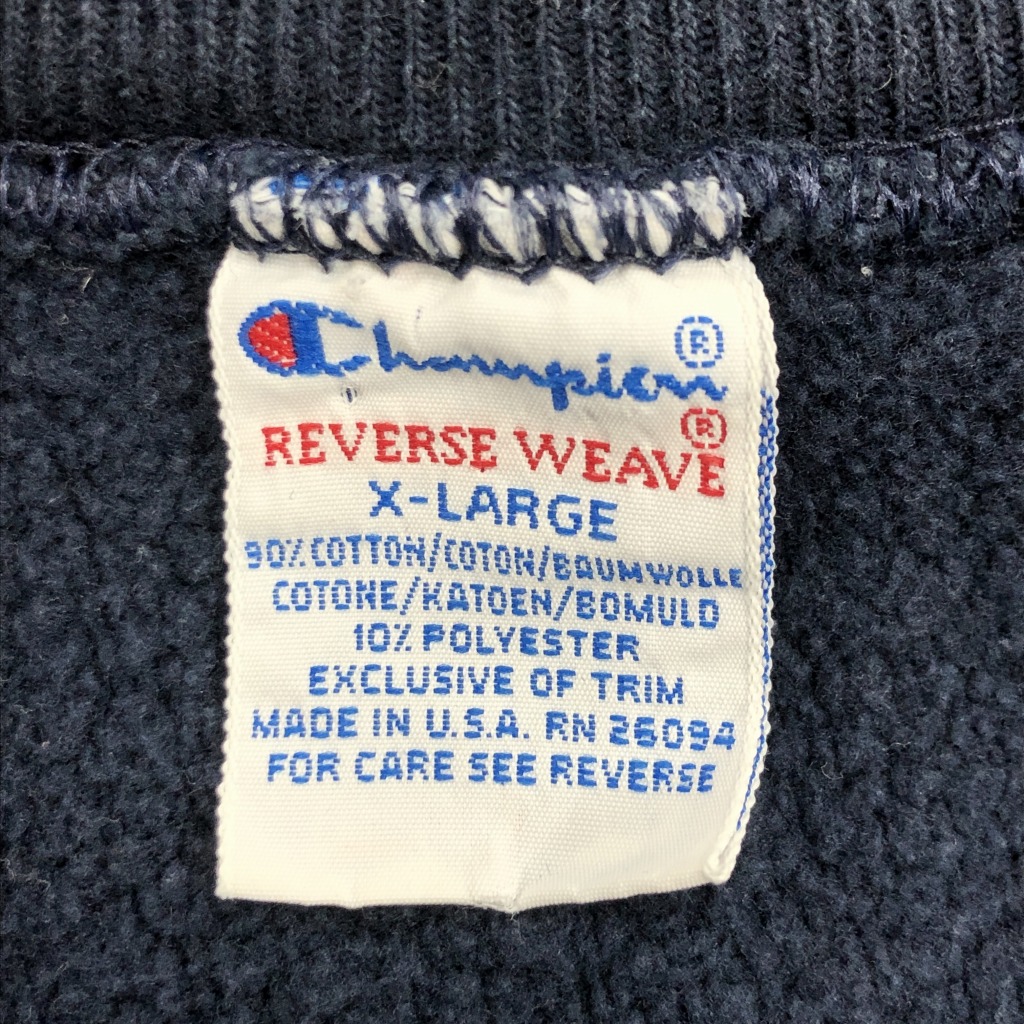 Champion ®
REVERSE WEAVE ®
X-LARGE
90% COTTON/COTON/BAUMWOLLE
COTONE/KATOEN/BOMULD
10% POLYESTER
EXCLUSIVE OF TRIM
MADE IN U.S.A. RN 26094
FOR CARE SEE REVERSE